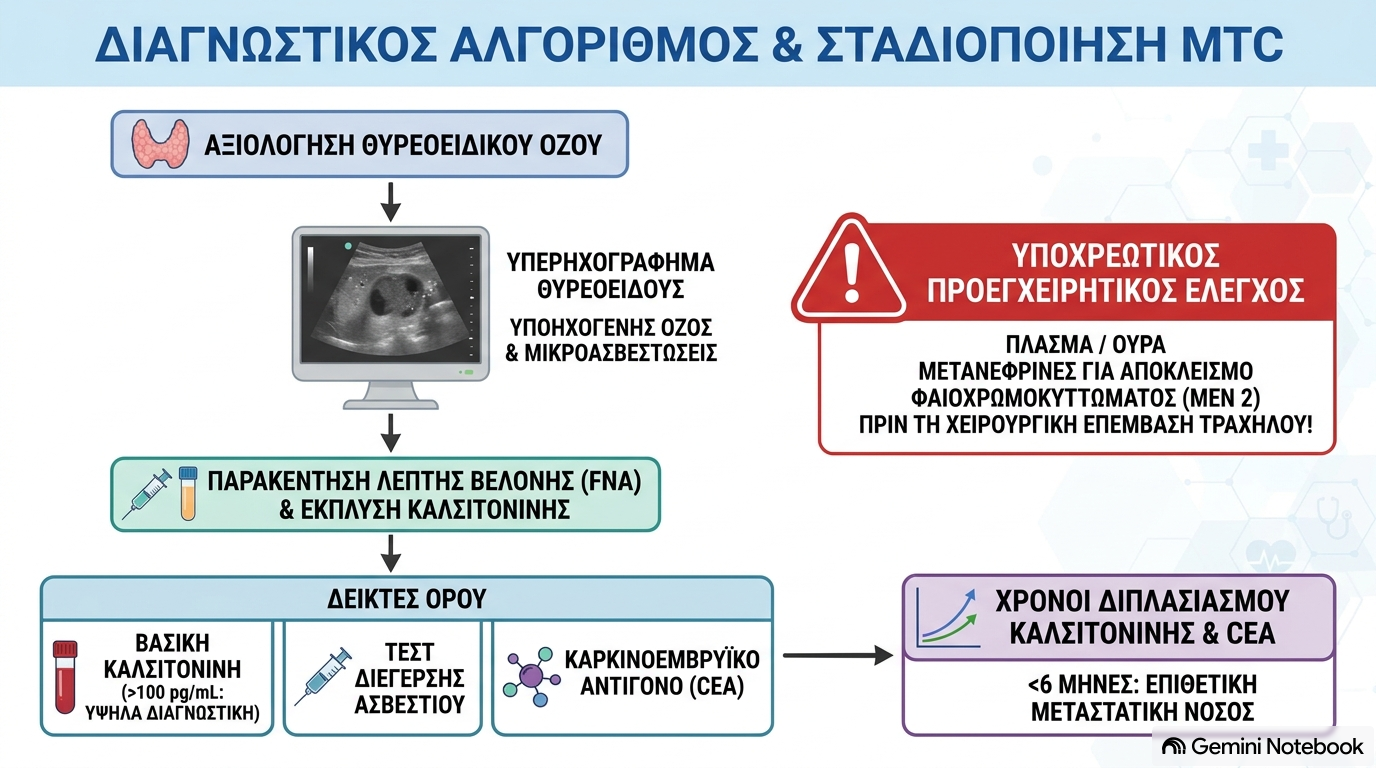 ΔΙΑΓΝΩΣΤΙΚΟΣ ΑΛΓΟΡΙΘΜΟΣ & ΣΤΑΔΙΟΠΟΙΗΣΗ MTC
ΑΞΙΟΛΟΓΗΣΗ ΘΥΡΕΟΕΙΔΙΚΟΥ ΟΖΟΥ
ΥΠΕΡΗΧΟΓΡΑΦΗΜΑ
ΘΥΡΕΟΕΙΔΟΥΣ
ΥΠΟΗΧΟΓΕΝΗΣ ΟΖΟΣ
& ΜΙΚΡΟΑΣΒΕΣΤΩΣΕΙΣ
ΥΠΟΧΡΕΩΤΙΚΟΣ
ΠΡΟΕΓΧΕΙΡΗΤΙΚΟΣ ΕΛΕΓΧΟΣ
ΠΛΑΣΜΑ / ΟΥΡΑ
ΜΕΤΑΝΕΦΡΙΝΕΣ ΓΙΑ ΑΠΟΚΛΕΙΣΜΟ
ΦΑΙΟΧΡΩΜΟΚΥΤΤΩΜΑΤΟΣ (MEN 2)
ΠΡΙΝ ΤΗ ΧΕΙΡΟΥΡΓΙΚΗ ΕΠΕΜΒΑΣΗ ΤΡΑΧΗΛΟΥ!
ΠΑΡΑΚΕΝΤΗΣΗ ΛΕΠΤΗΣ ΒΕΛΟΝΗΣ (FNA)
& ΕΚΠΛΥΣΗ ΚΑΛΣΙΤΟΝΙΝΗΣ
ΔΕΙΚΤΕΣ ΟΡΟΥ
ΒΑΣΙΚΗ
ΚΑΛΣΙΤΟΝΙΝΗ
(>100 pg/mL:
ΥΨΗΛΑ ΔΙΑΓΝΩΣΤΙΚΗ)
ΤΕΣΤ
ΔΙΕΓΕΡΣΗΣ
ΑΣΒΕΣΤΙΟΥ
ΚΑΡΚΙΝΟΕΜΒΡΥΪΚΟ
ΑΝΤΙΓΟΝΟ (CEA)
ΧΡΟΝΟΙ ΔΙΠΛΑΣΙΑΣΜΟΥ
ΚΑΛΣΙΤΟΝΙΝΗΣ & CEA
<6 ΜΗΝΕΣ: ΕΠΙΘΕΤΙΚΗ
ΜΕΤΑΣΤΑΤΙΚΗ ΝΟΣΟΣ
Gemini Notebook